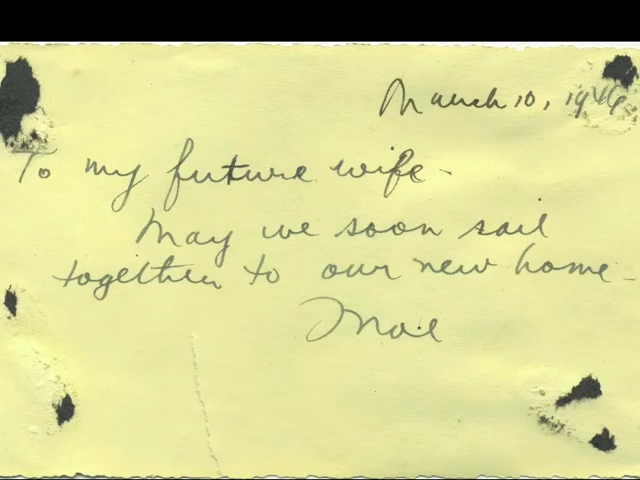 March 10, 1946
To my future wife-
May we soon sail
together to our new home-
Moe